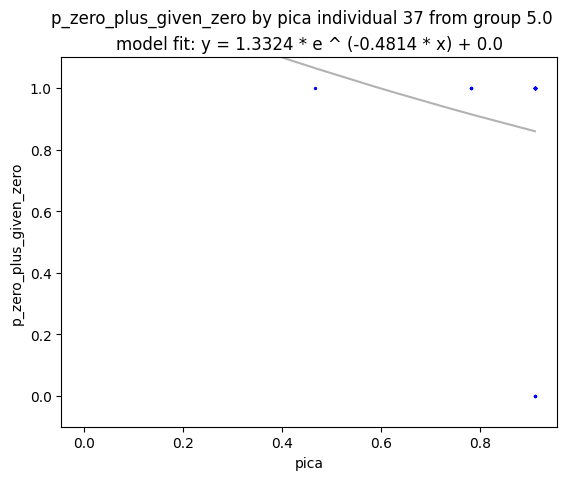 p_zero_plus_given_zero by pica individual 37 from group 5.0
model fit: y = 1.3324 * e ^ (-0.4814 * x) + 0.0
1.0
0.8
0.6
0.4
0.2
0.0
p_zero_plus_given_zero
0.0 0.2 0.4 0.6 0.8
pica